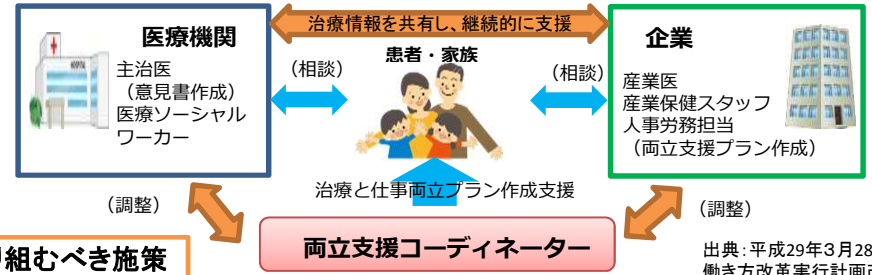 治療情報を共有し、継続的に支援
医療機関
主治医
（意見書作成）
医療ソーシャル
ワーカー
HOSPITAL
（相談）
患者・家族
（相談）
企業
産業医
産業保健スタッフ
人事労務担当
（両立支援プラン作成）
治療と仕事両立プラン作成支援
（調整）
（調整）
両立支援コーディネーター
組むべき施策
出典：平成29年3月28
働き方改革実行計画